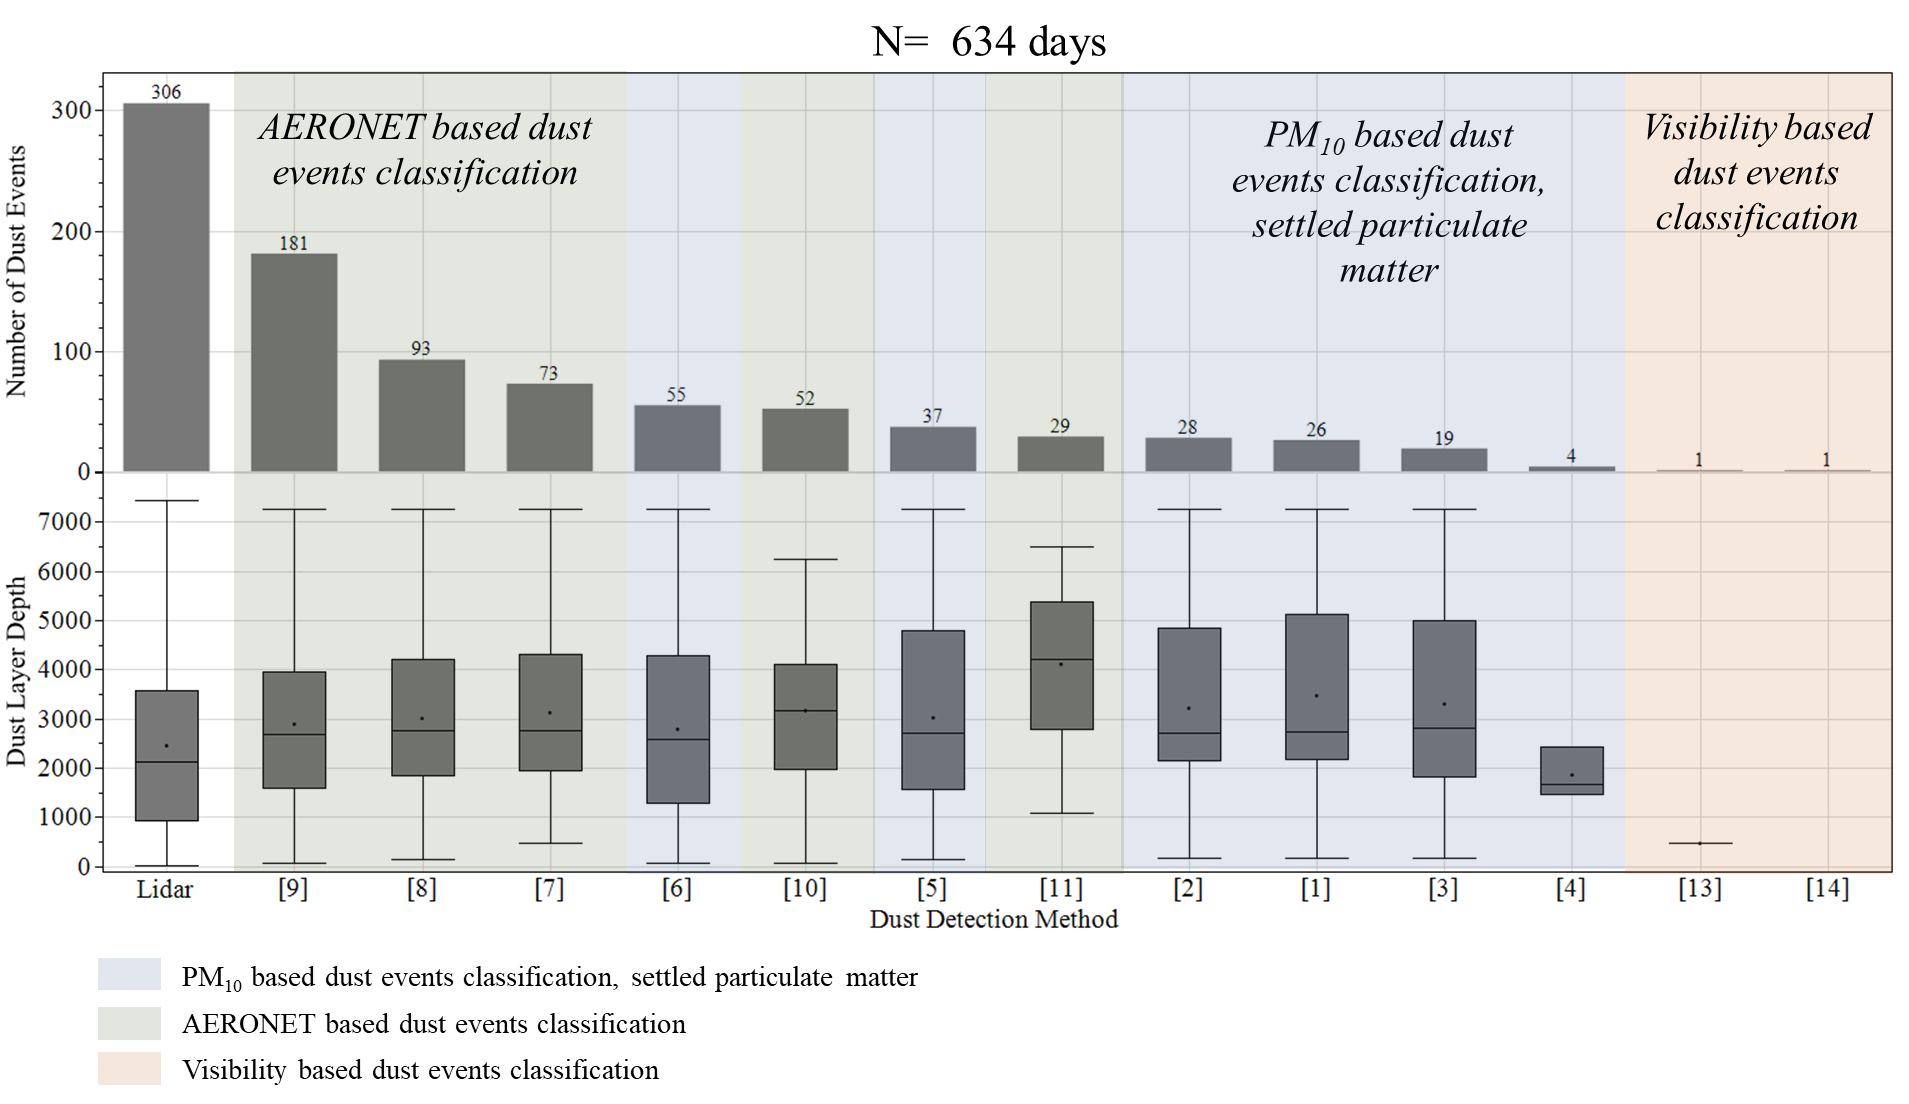 N= 634 days
306
AERONET based dust
events classification
PM10 based dust
events classification,
settled particulate
matter
Visibility based
dust events
classification
181
93
73
55
52
37
29
28
26
19
4
1
1
Number of Dust Events
300
200
100
0
Dust Layer Depth
7000
6000
5000
4000
3000
2000
1000
0
Lidar [9] [8] [7] [6] [10] [5] [11] [2] [1] [3] [4] [13] [14]
Dust Detection Method
PM10 based dust events classification, settled particulate matter
AERONET based dust events classification
Visibility based dust events classification